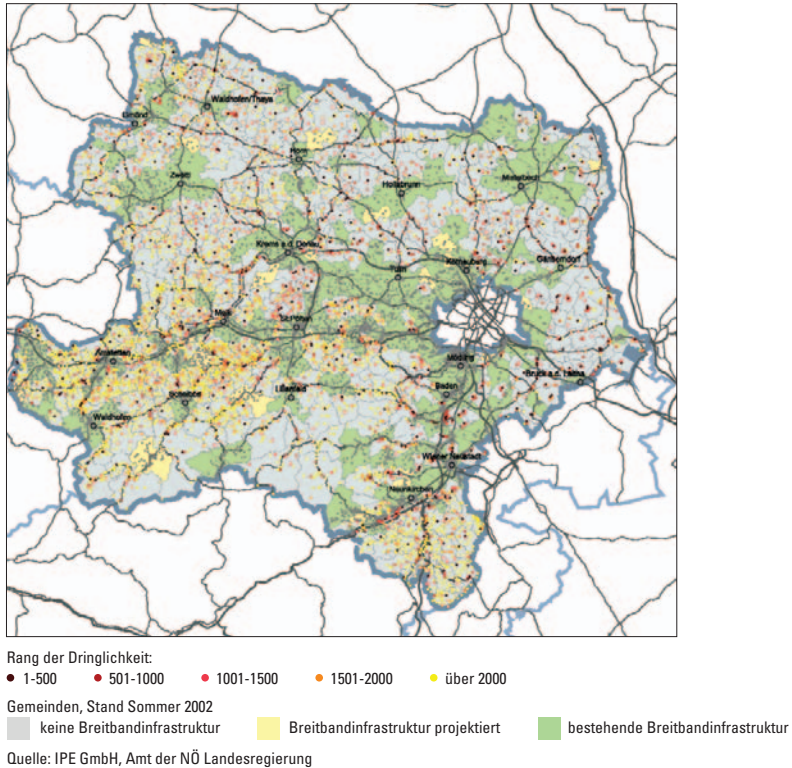 Waidhofen/Thaya
Gmünd
Horn
Zwettl
Hollabrunn
Mistelbach
Krems a.d. Donau
Korneuburg
Gänserndorf
Tulln
Melk
St.Pölten
Amstetten
Mödling
Bruck a.d. Leitha
Scheibbs
Lilienfeld
Baden
Waidhofen
Wiener Neustadt
Neunkirchen
Rang der Dringlichkeit:
1-500 501-1000 1001-1500 1501-2000 über 2000
Gemeinden, Stand Sommer 2002
keine Breitbandinfrastruktur Breitbandinfrastruktur projektiert bestehende Breitbandinfrastruktur
Quelle: IPE GmbH, Amt der NÖ Landesregierung